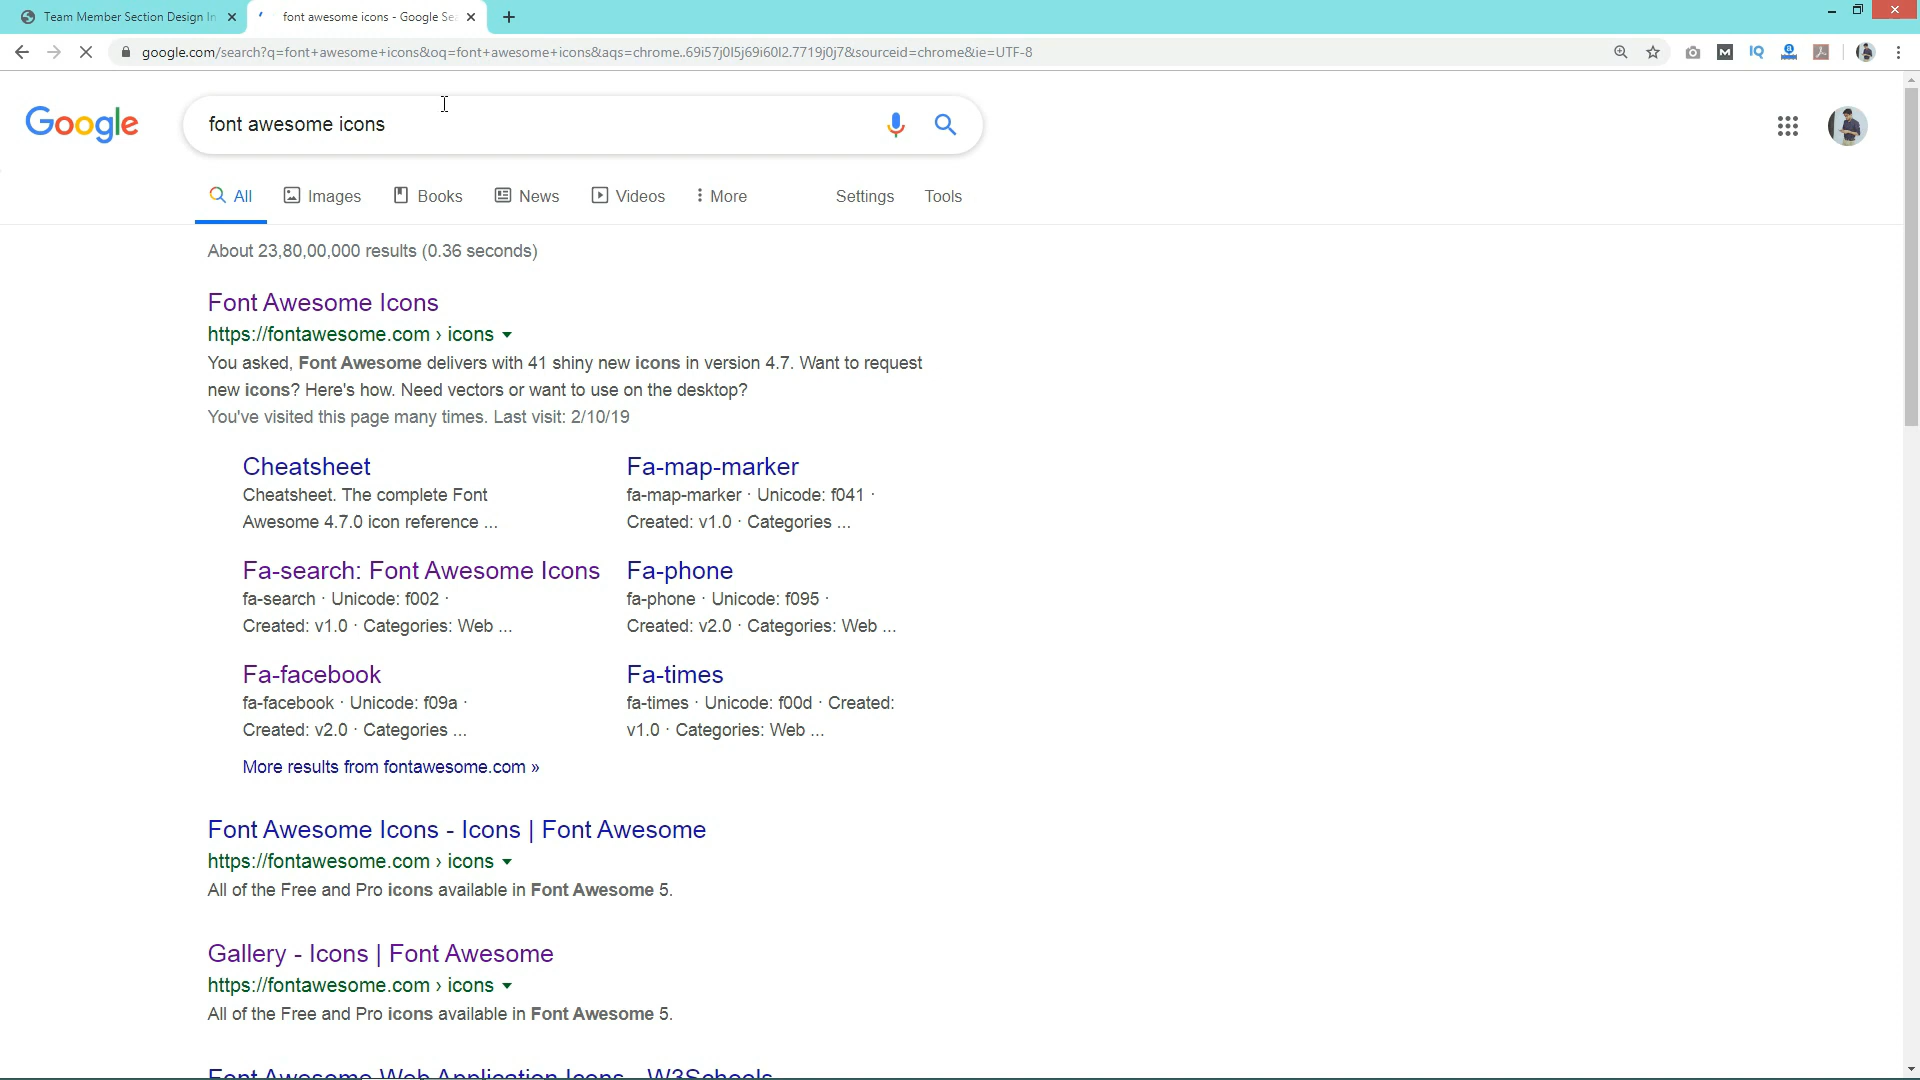 Team Member Section Design In
font awesome icons - Google Se
google.com/search?q=font+awesome+icons&oq=font+awesome+icons&aqs=chrome..69i57j0l5j69i60l2.7719j0j7&sourceid=chrome&ie=UTF-8
M
IQ
Google
font awesome icons
All Images Books News Videos More Settings Tools
About 23,80,00,000 results (0.36 seconds)
Font Awesome Icons
https://fontawesome.com › icons
You asked, Font Awesome delivers with 41 shiny new icons in version 4.7. Want to request
new icons? Here's how. Need vectors or want to use on the desktop?
You've visited this page many times. Last visit: 2/10/19
Cheatsheet
Cheatsheet. The complete Font
Awesome 4.7.0 icon reference ...
Fa-map-marker
fa-map-marker · Unicode: f041 ·
Created: v1.0 · Categories ...
Fa-search: Font Awesome Icons
fa-search · Unicode: f002 ·
Created: v1.0 · Categories: Web ...
Fa-phone
fa-phone · Unicode: f095 ·
Created: v2.0 · Categories: Web ...
Fa-facebook
fa-facebook · Unicode: f09a ·
Created: v2.0 · Categories ...
Fa-times
fa-times · Unicode: f00d · Created:
v1.0 · Categories: Web ...
More results from fontawesome.com »
Font Awesome Icons - Icons | Font Awesome
https://fontawesome.com › icons
All of the Free and Pro icons available in Font Awesome 5.
Gallery - Icons | Font Awesome
https://fontawesome.com › icons
All of the Free and Pro icons available in Font Awesome 5.
Font Awesome Web Application Icons - W3Schools